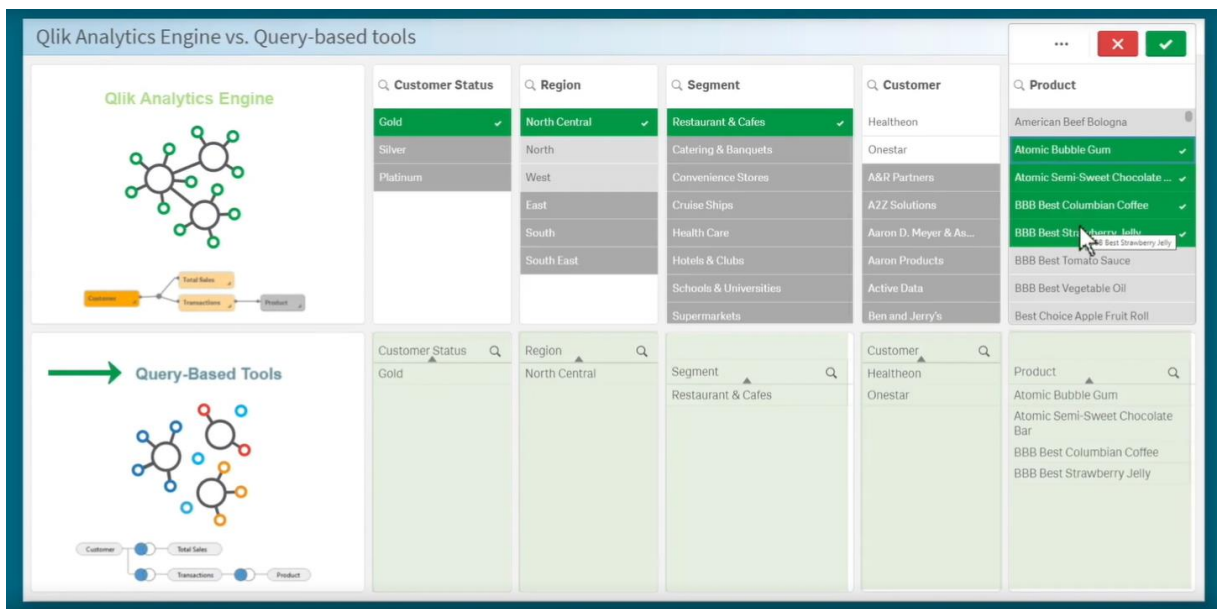 Qlik Analytics Engine vs. Query-based tools
Qlik Analytics Engine
Customer
Total Sales
Transactions
Product
Customer Status
Gold
Silver
Platinum
Region
North Central
North
West
East
South
South East
Segment
Restaurant & Cafes
Catering & Banquets
Convenience Stores
Cruise Ships
Health Care
Hotels & Clubs
Schools & Universities
Supermarkets
Customer
Healtheon
Onestar
A&R Partners
A2Z Solutions
Aaron D. Meyer & As...
Aaron Products
Active Data
Ben and Jerry's
...
Product
American Beef Bologna
Atomic Bubble Gum
Atomic Semi-Sweet Chocolate ...
BBB Best Columbian Coffee
BBB Best Strawberry Jelly
BBB Best Strawberry Jelly
BBB Best Tomato Sauce
BBB Best Vegetable Oil
Best Choice Apple Fruit Roll
Query-Based Tools
Customer
Total Sales
Transactions
Product
Customer Status
Gold
Region
North Central
Segment
Restaurant & Cafes
Customer
Healtheon
Onestar
Product
Atomic Bubble Gum
Atomic Semi-Sweet Chocolate
Bar
BBB Best Columbian Coffee
BBB Best Strawberry Jelly